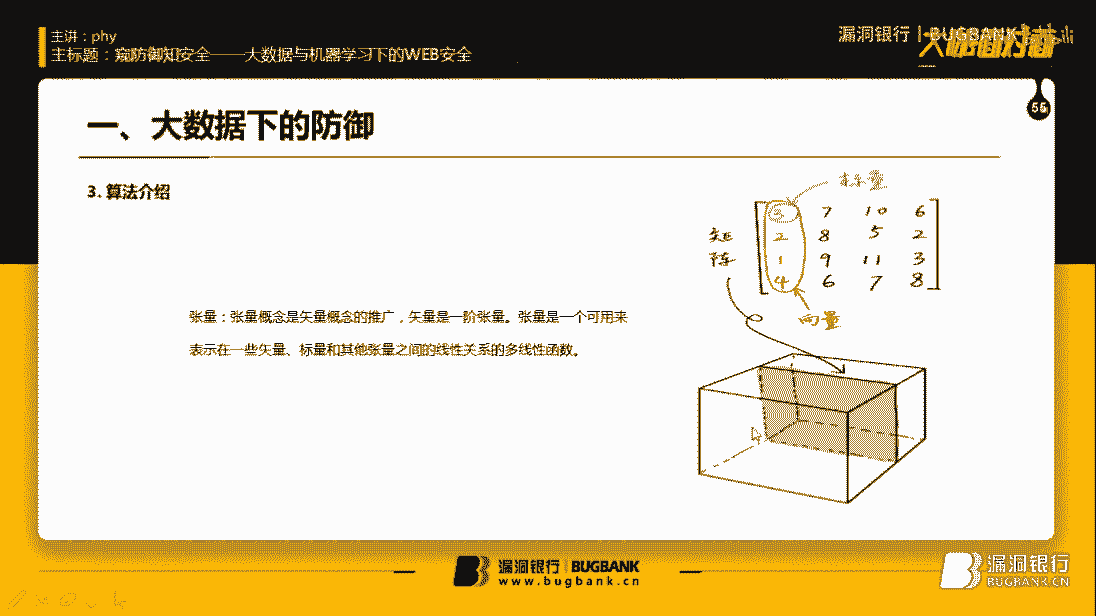 主讲：phy
主标题：窥防御知安全——大数据与机器学习下的WEB安全
漏洞银行 | BUGBANK
55
一、大数据下的防御
3. 算法介绍
标量
矩阵
3 7 10 6
2 8 5 2
1 9 11 3
4 6 7 8
向量
张量：张量概念是矢量概念的推广，矢量是一阶张量。张量是一个可用来
表示在一些矢量、标量和其他张量之间的线性关系的多线性函数。
漏洞银行 | BUGBANK
www.bugbank.cn
漏洞银行
BUGBANK.CN